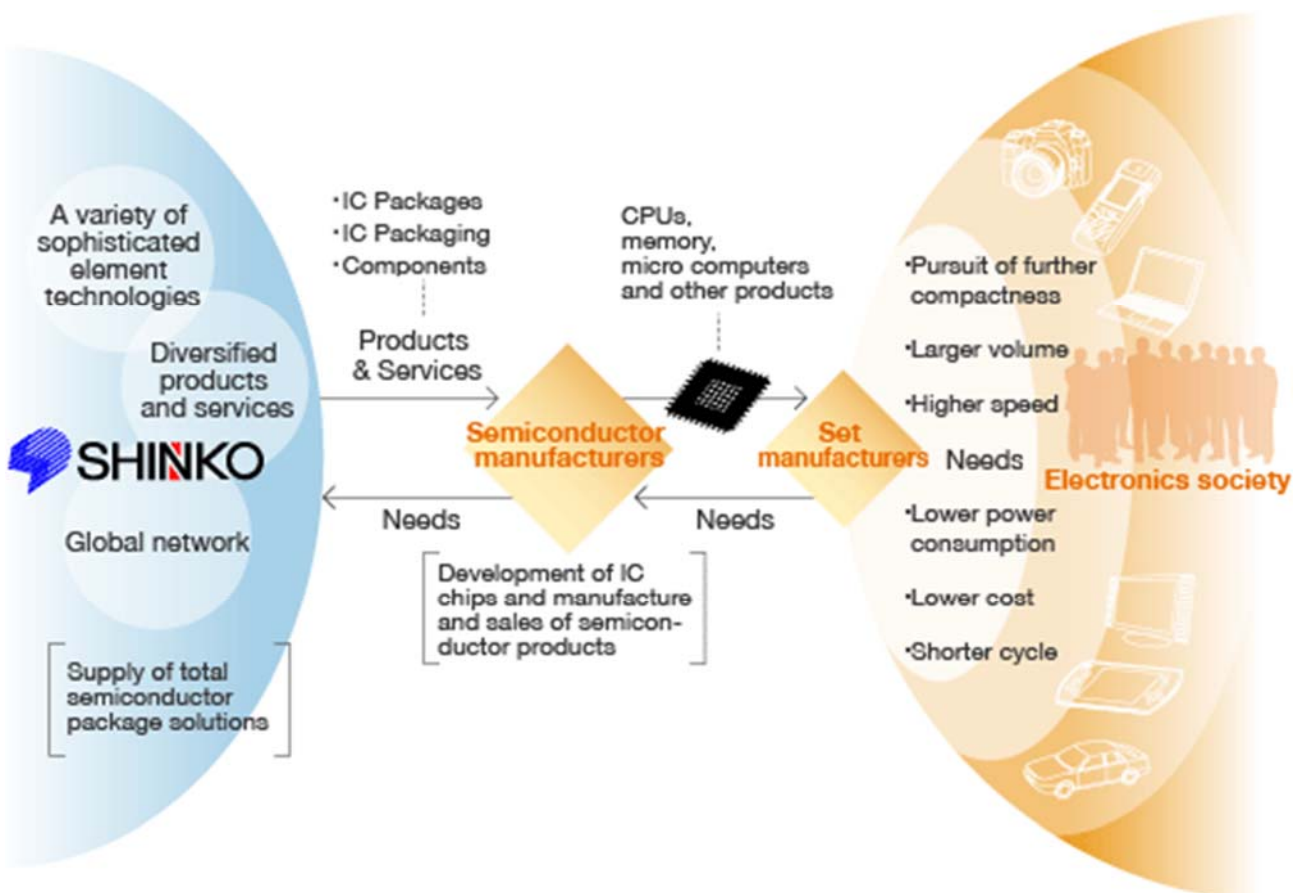 A variety of
sophisticated
element
technologies
Diversified
products
and services
SHINKO
Global network
Supply of total
semiconductor
package solutions
·IC Packages
·IC Packaging
·Components
Products
& Services
Semiconductor
manufacturers
Needs
Development of IC
chips and manufacture
and sales of semicon-
ductor products
CPUs,
memory,
micro computers
and other products
Set
manufacturers
Needs
·Pursuit of further
compactness
·Larger volume
·Higher speed
Needs
·Lower power
consumption
·Lower cost
·Shorter cycle
Electronics society